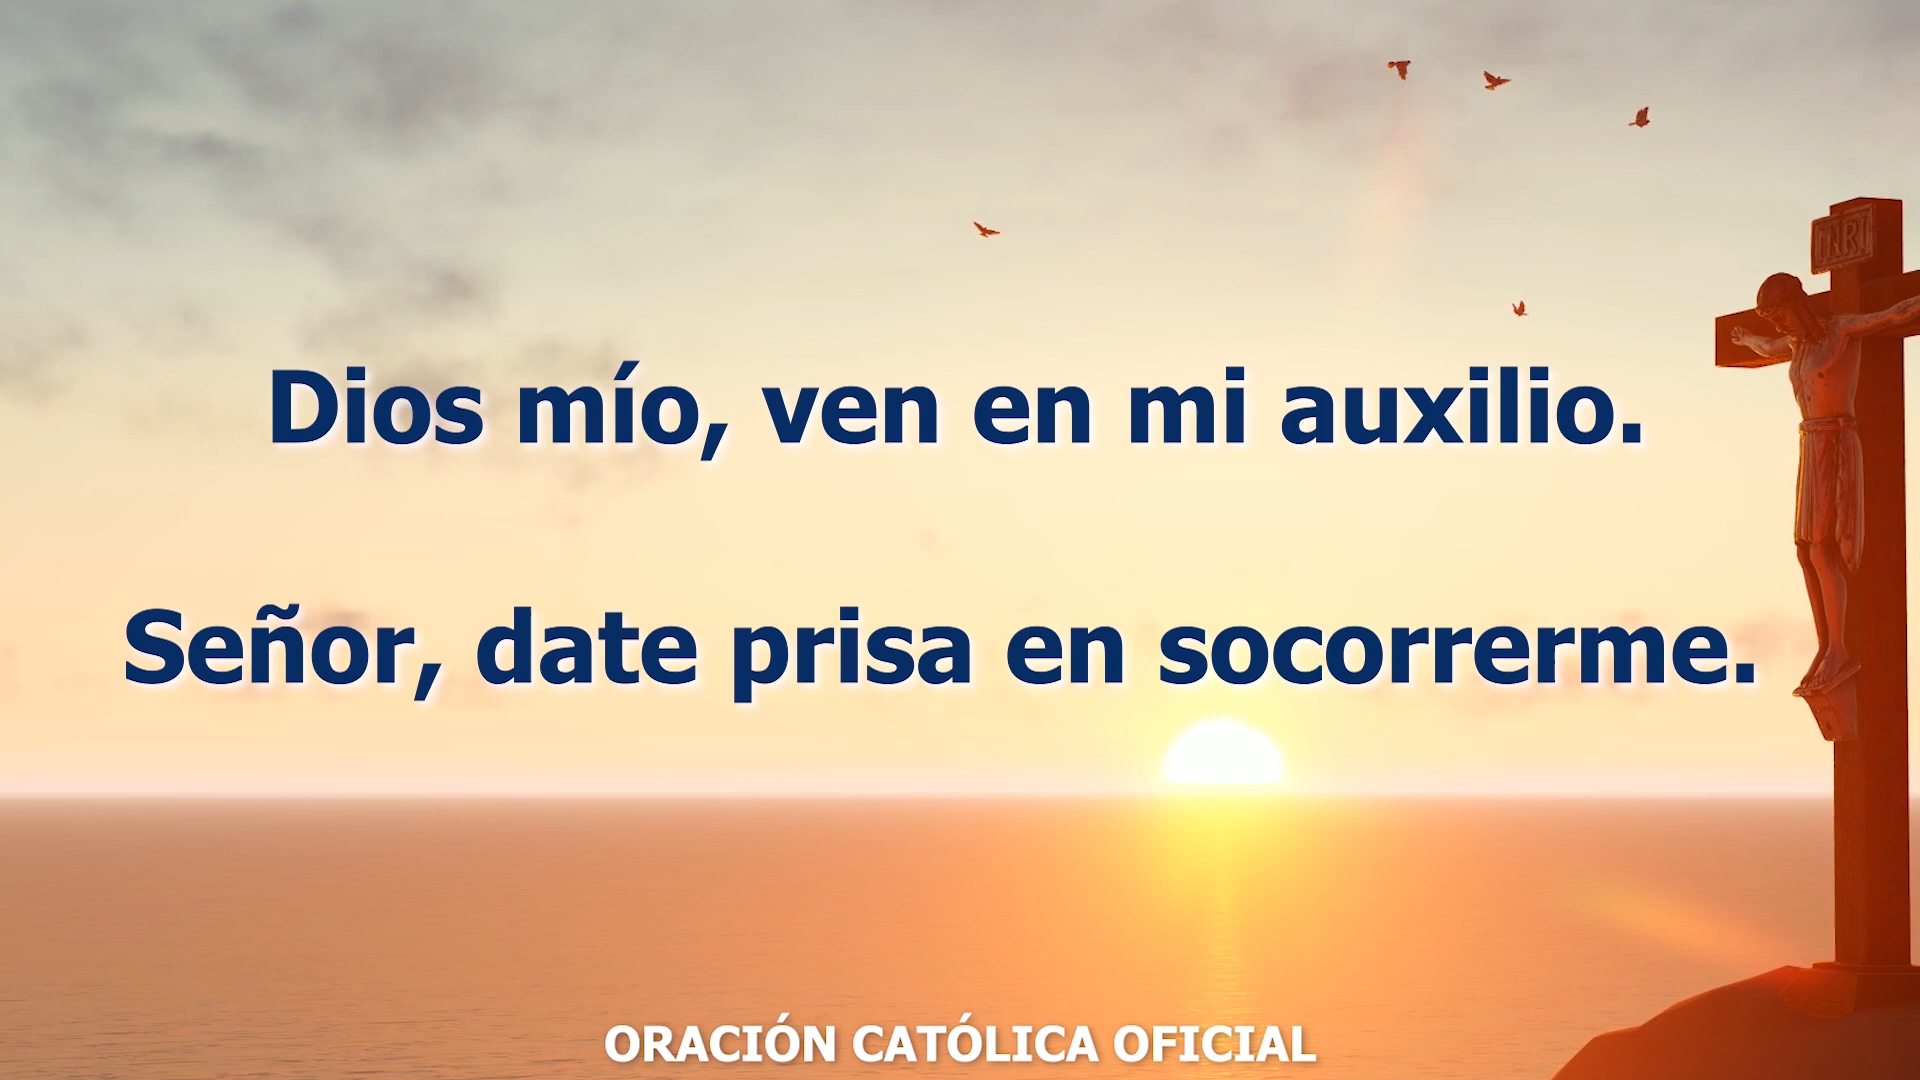 INRI
Dios mío, ven en mi auxilio.
Señor, date prisa en socorrerme.
ORACIÓN CATÓLICA OFICIAL